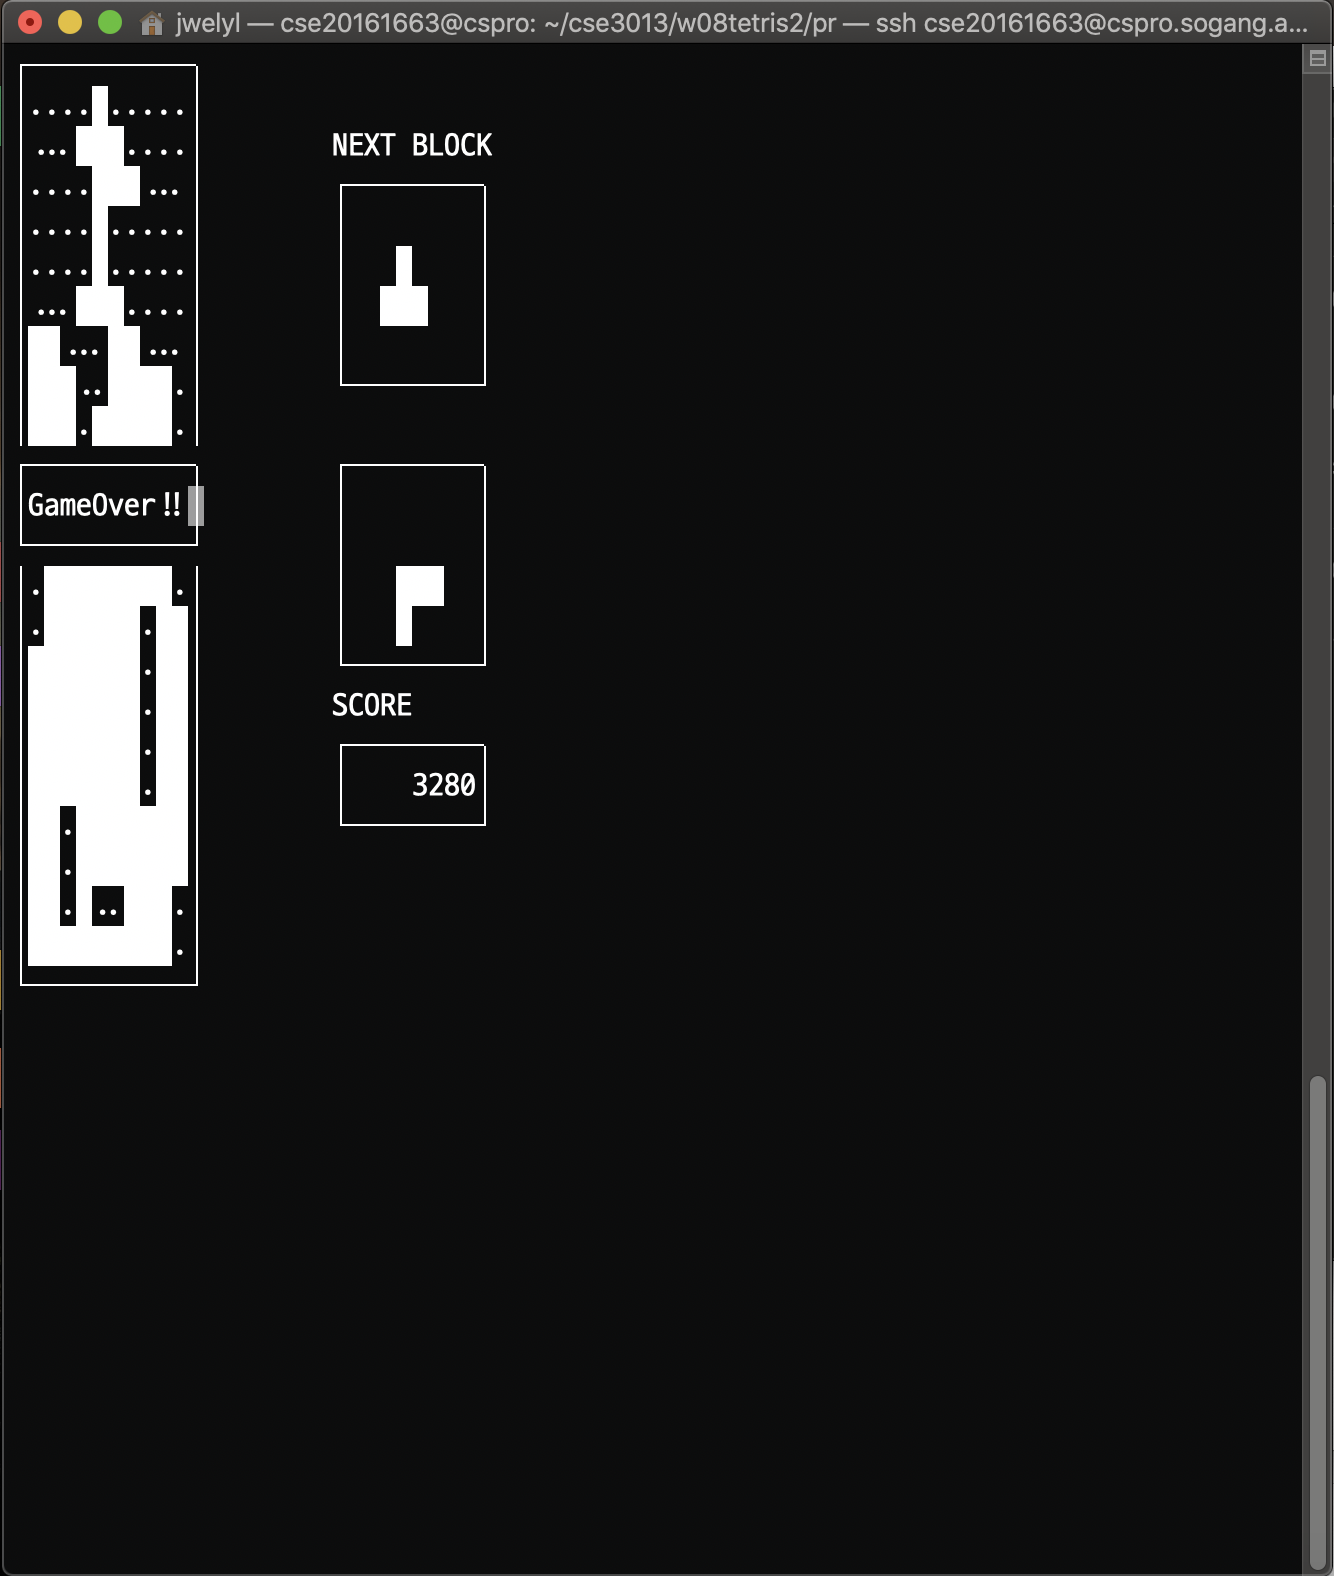 jwelyl — cse20161663@cspro: ~/cse3013/w08tetris2/pr — ssh cse20161663@cspro.sogang.a...
NEXT BLOCK
GameOver!!
SCORE
3280